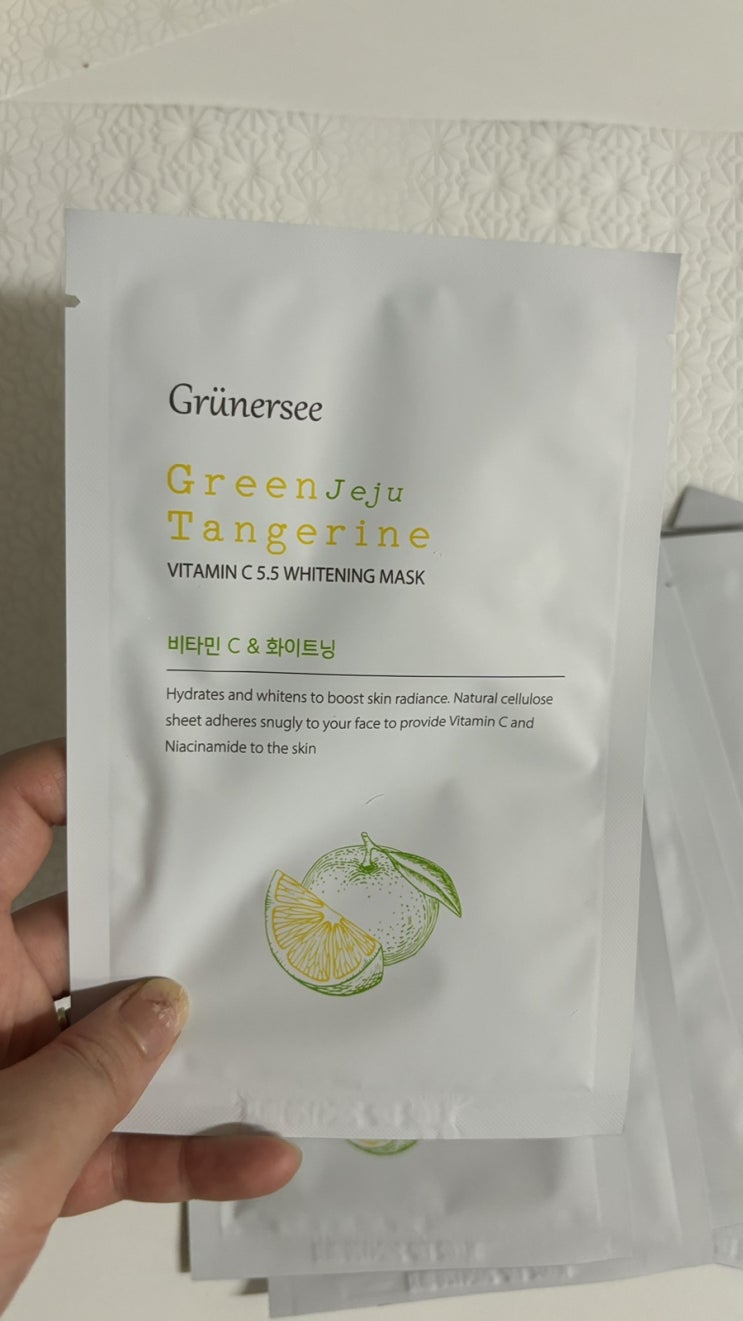 Grünersee
Green Jeju
Tangerine
VITAMIN C 5.5 WHITENING MASK
비타민 C & 화이트닝
Hydrates and whitens to boost skin radiance. Natural cellulose
sheet adheres snugly to your face to provide Vitamin C and
Niacinamide to the skin